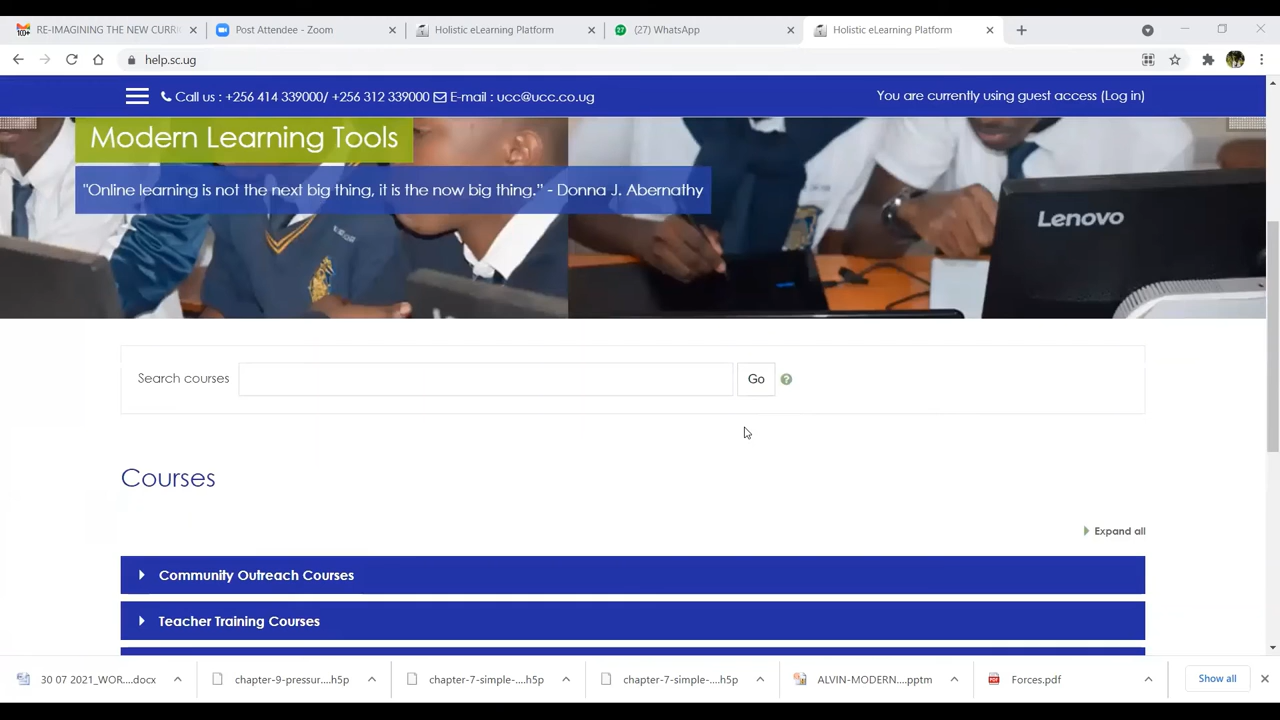 RE-IMAGINING THE NEW CURRI
Post Attendee - Zoom
Holistic eLearning Platform
(27) WhatsApp
Holistic eLearning Platform
help.sc.ug
Call us : +256 414 339000/ +256 312 339000 E-mail : ucc@ucc.co.ug
You are currently using guest access (Log in)
Modern Learning Tools
"Online learning is not the next big thing, it is the now big thing.” - Donna J. Abernathy
Lenovo
Search courses
Go
?
Courses
Expand all
Community Outreach Courses
Teacher Training Courses
30 07 2021_WOR....docx
chapter-9-pressur....h5p
chapter-7-simple-....h5p
chapter-7-simple-....h5p
ALVIN-MODERN....pptm
Forces.pdf
Show all